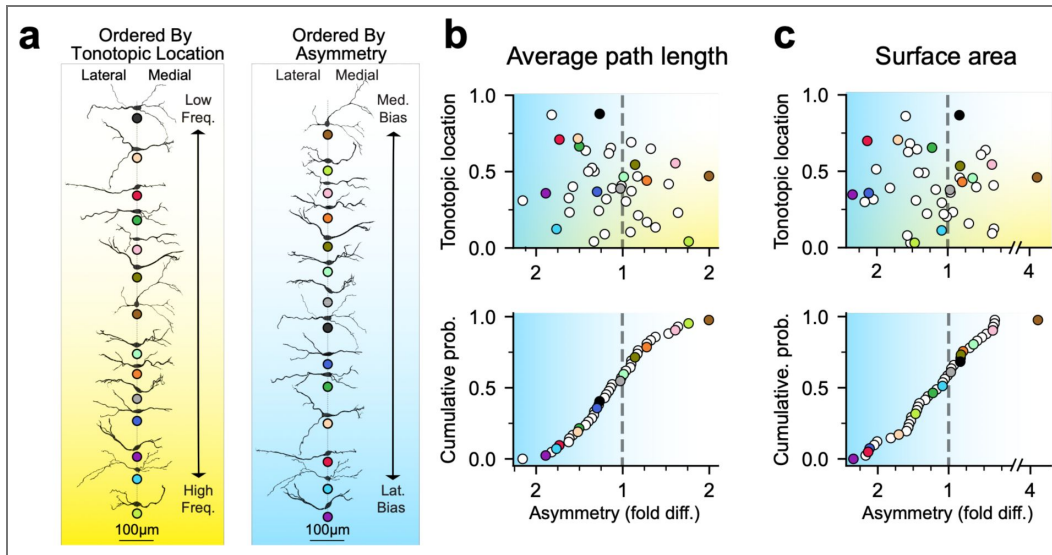 a
Ordered By
Tonotopic Location
Lateral Medial
Low
Freq.
High
Freq.
100µm
Ordered By
Asymmetry
Lateral Medial
Med.
Bias
Lat.
Bias
100µm
b
Average path length
Tonotopic location
1.0
0.5
0.0
2 1 2
Cumulative prob.
1.0
0.5
0.0
2 1 2
Asymmetry (fold diff.)
c
Surface area
Tonotopic location
1.0
0.5
0.0
2 1 4
Cumulative. prob.
1.0
0.5
0.0
2 1 4
Asymmetry (fold diff.)